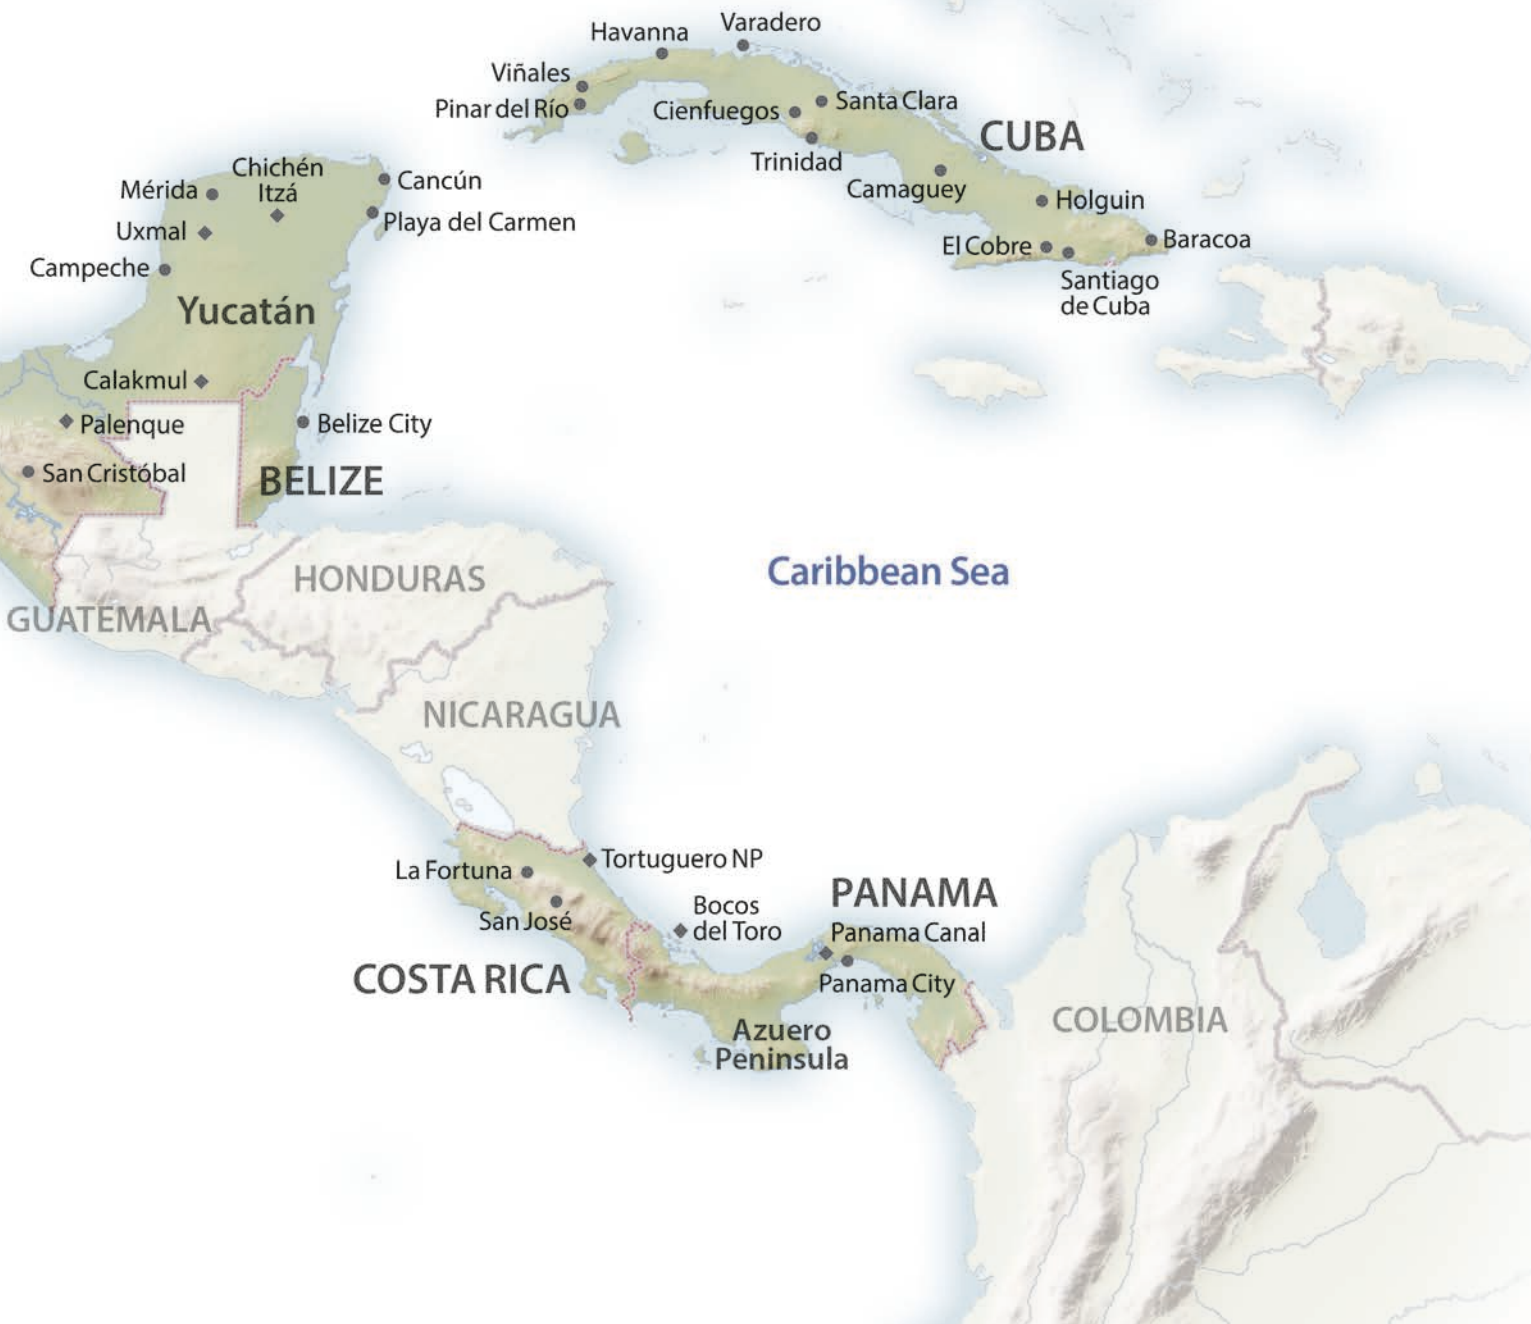 Varadero
Havanna
Viñales
Pinar del Río
Cienfuegos
Santa Clara
CUBA
Trinidad
Camaguey
Holguin
El Cobre
Baracoa
Santiago
de Cuba
Chichén
Itzá
Mérida
Cancún
Uxmal
Playa del Carmen
Campeche
Yucatán
Calakmul
Palenque
Belize City
San Cristóbal
BELIZE
Caribbean Sea
HONDURAS
GUATEMALA
NICARAGUA
La Fortuna
Tortuguero NP
San José
Bocos
del Toro
PANAMA
Panama Canal
COSTA RICA
Panama City
Azuero
Peninsula
COLOMBIA